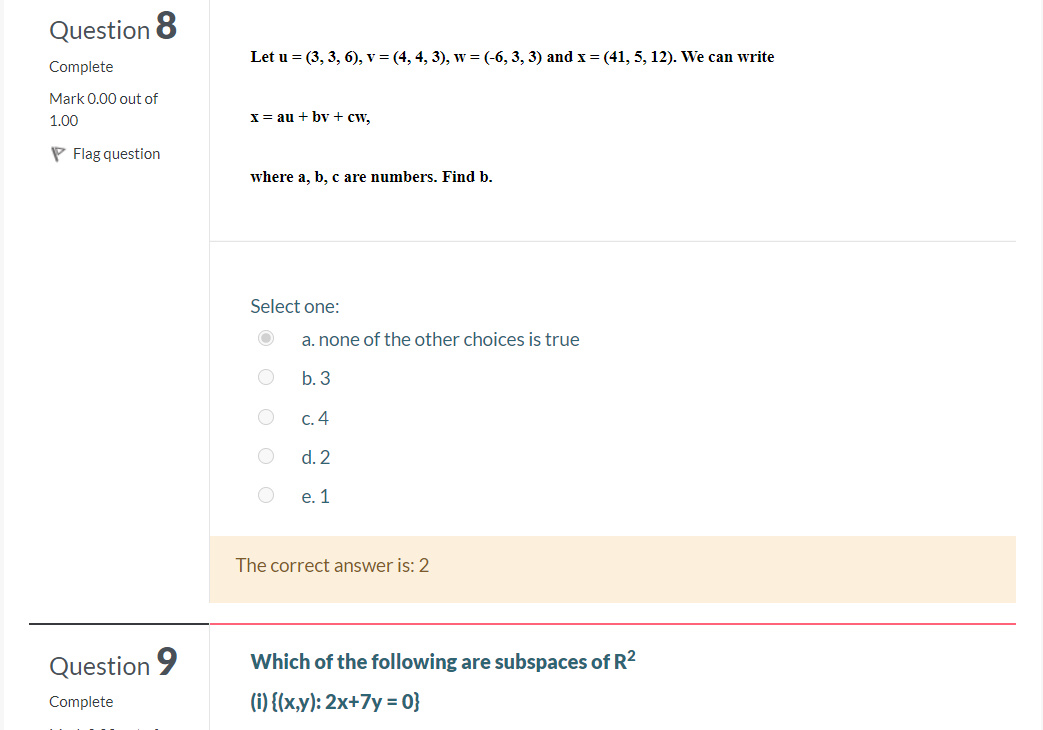 Question 8
Complete
Mark 0.00 out of
1.00
Flag question
Let u = (3, 3, 6), v = (4, 4, 3), w = (-6, 3, 3) and x = (41, 5, 12). We can write
x = au + bv + cw,
where a, b, c are numbers. Find b.
Select one:
a. none of the other choices is true
b. 3
c. 4
d. 2
e. 1
The correct answer is: 2
Question 9
Complete
Which of the following are subspaces of R²
(i) {(x,y): 2x+7y = 0}